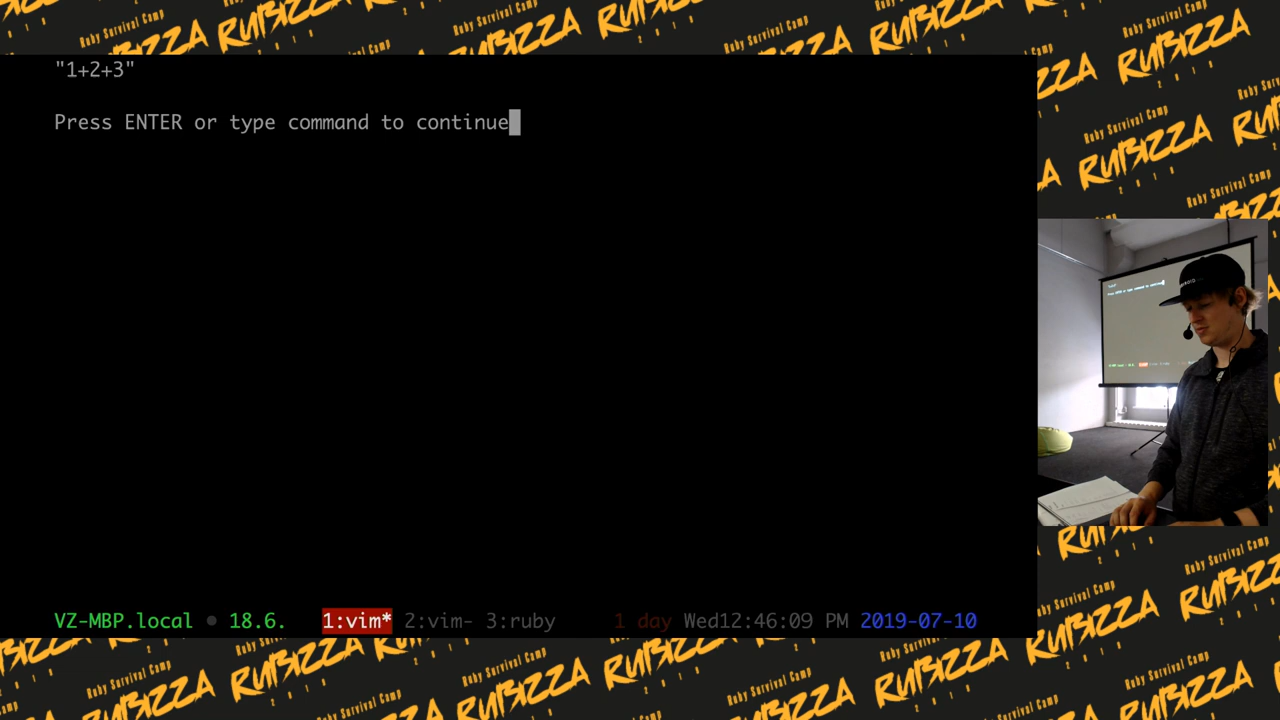 "1+2+3"
Press ENTER or type command to continue
VZ-MBP.local • 18.6. 1:vim* 2:vim- 3:ruby 1 day Wed12:46:09 PM 2019-07-10
Ruby Survival Camp
RUBIZZA
2019